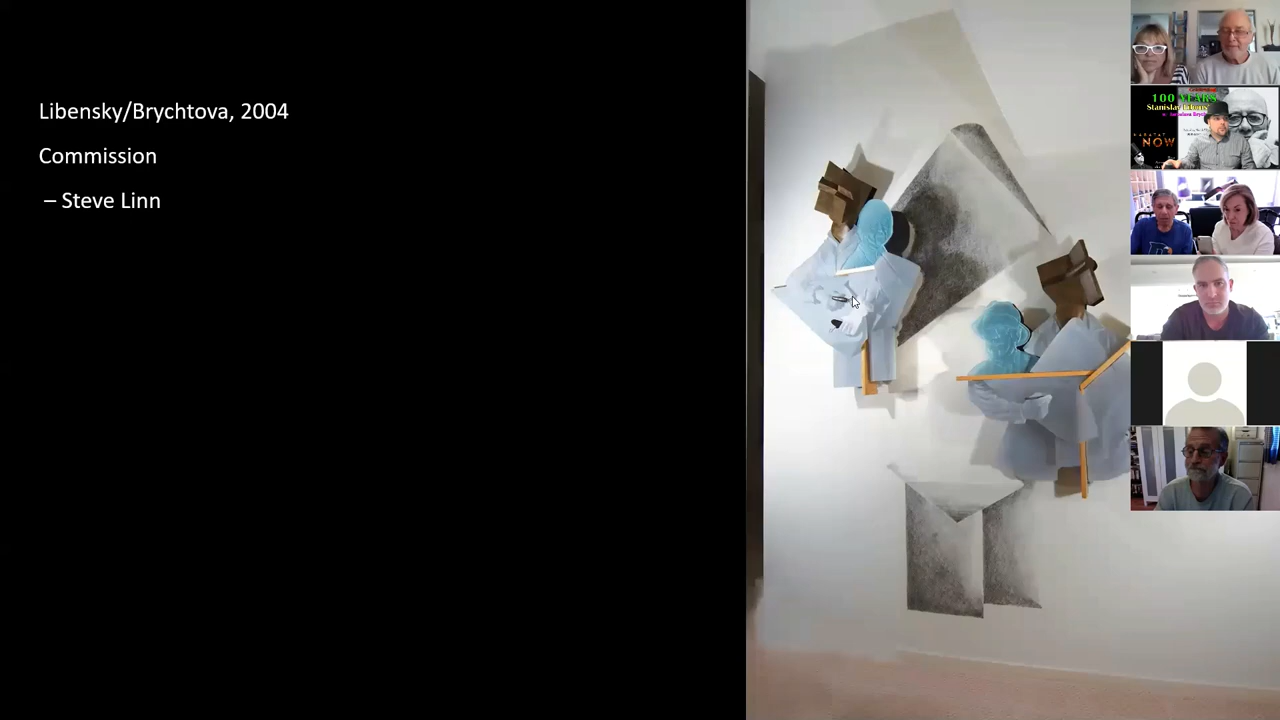 Libensky/Brychtova, 2004
Commission
– Steve Linn
100 YEARS
NOW